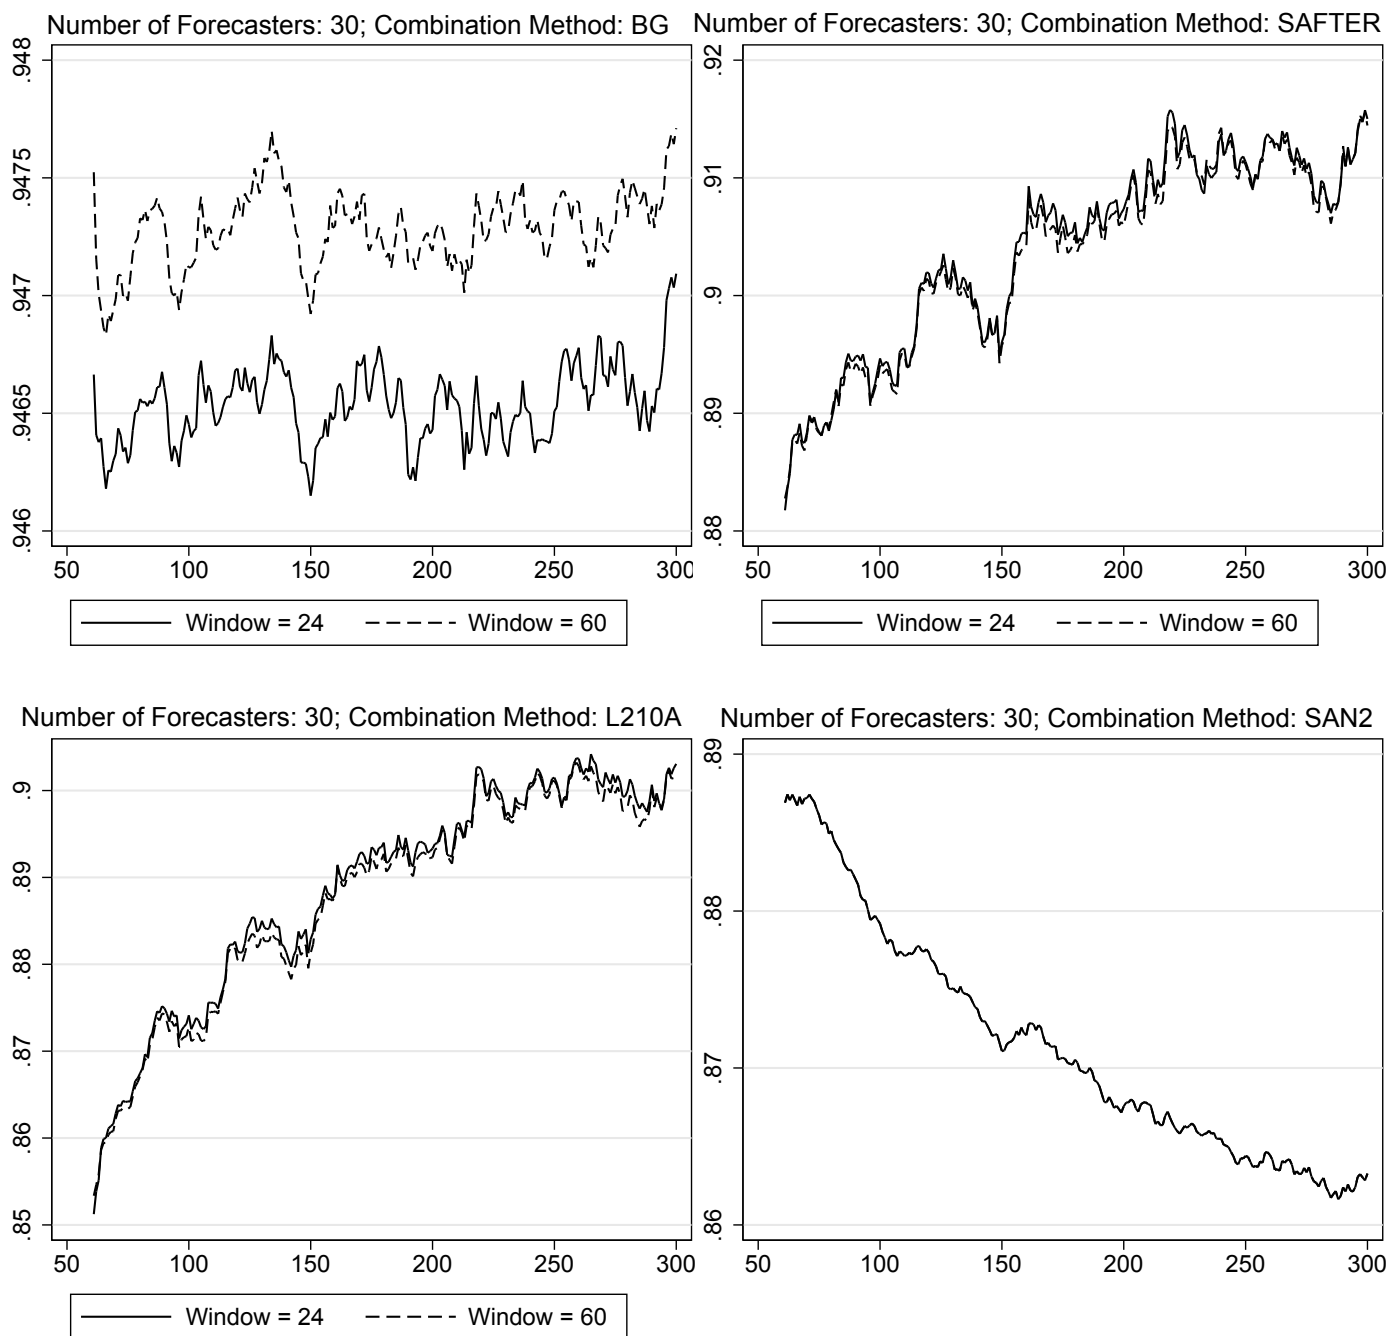 Number of Forecasters: 30; Combination Method: BG
.948
.9475
.947
.9465
.946
50 100 150 200 250 300
Window = 24 Window = 60
Number of Forecasters: 30; Combination Method: SAFTER
.92
.91
.9
.89
.88
50 100 150 200 250 300
Window = 24 Window = 60
Number of Forecasters: 30; Combination Method: L210A
.9
.89
.88
.87
.86
.85
50 100 150 200 250 300
Window = 24 Window = 60
Number of Forecasters: 30; Combination Method: SAN2
.89
.88
.87
.86
50 100 150 200 250 300